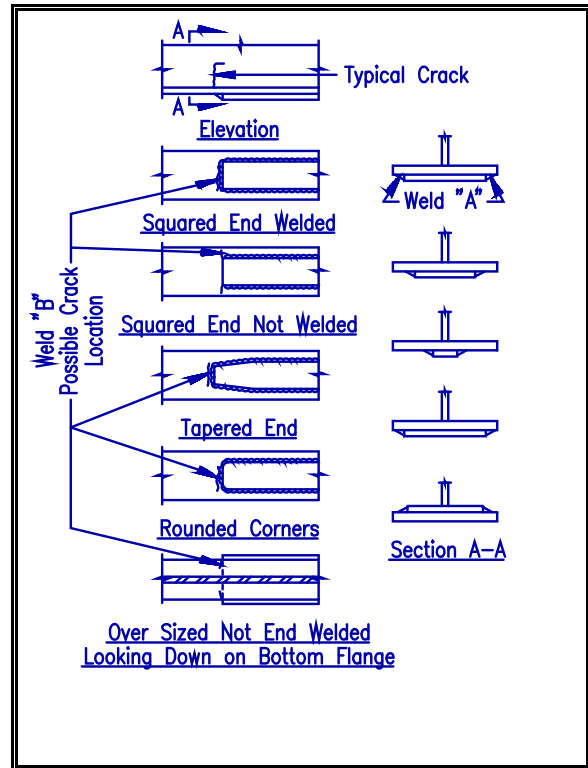 A
Typical Crack
A
Elevation
Weld "A"
Squared End Welded
Weld "B"
Possible Crack
Location
Squared End Not Welded
Tapered End
Rounded Corners
Section A-A
Over Sized Not End Welded
Looking Down on Bottom Flange